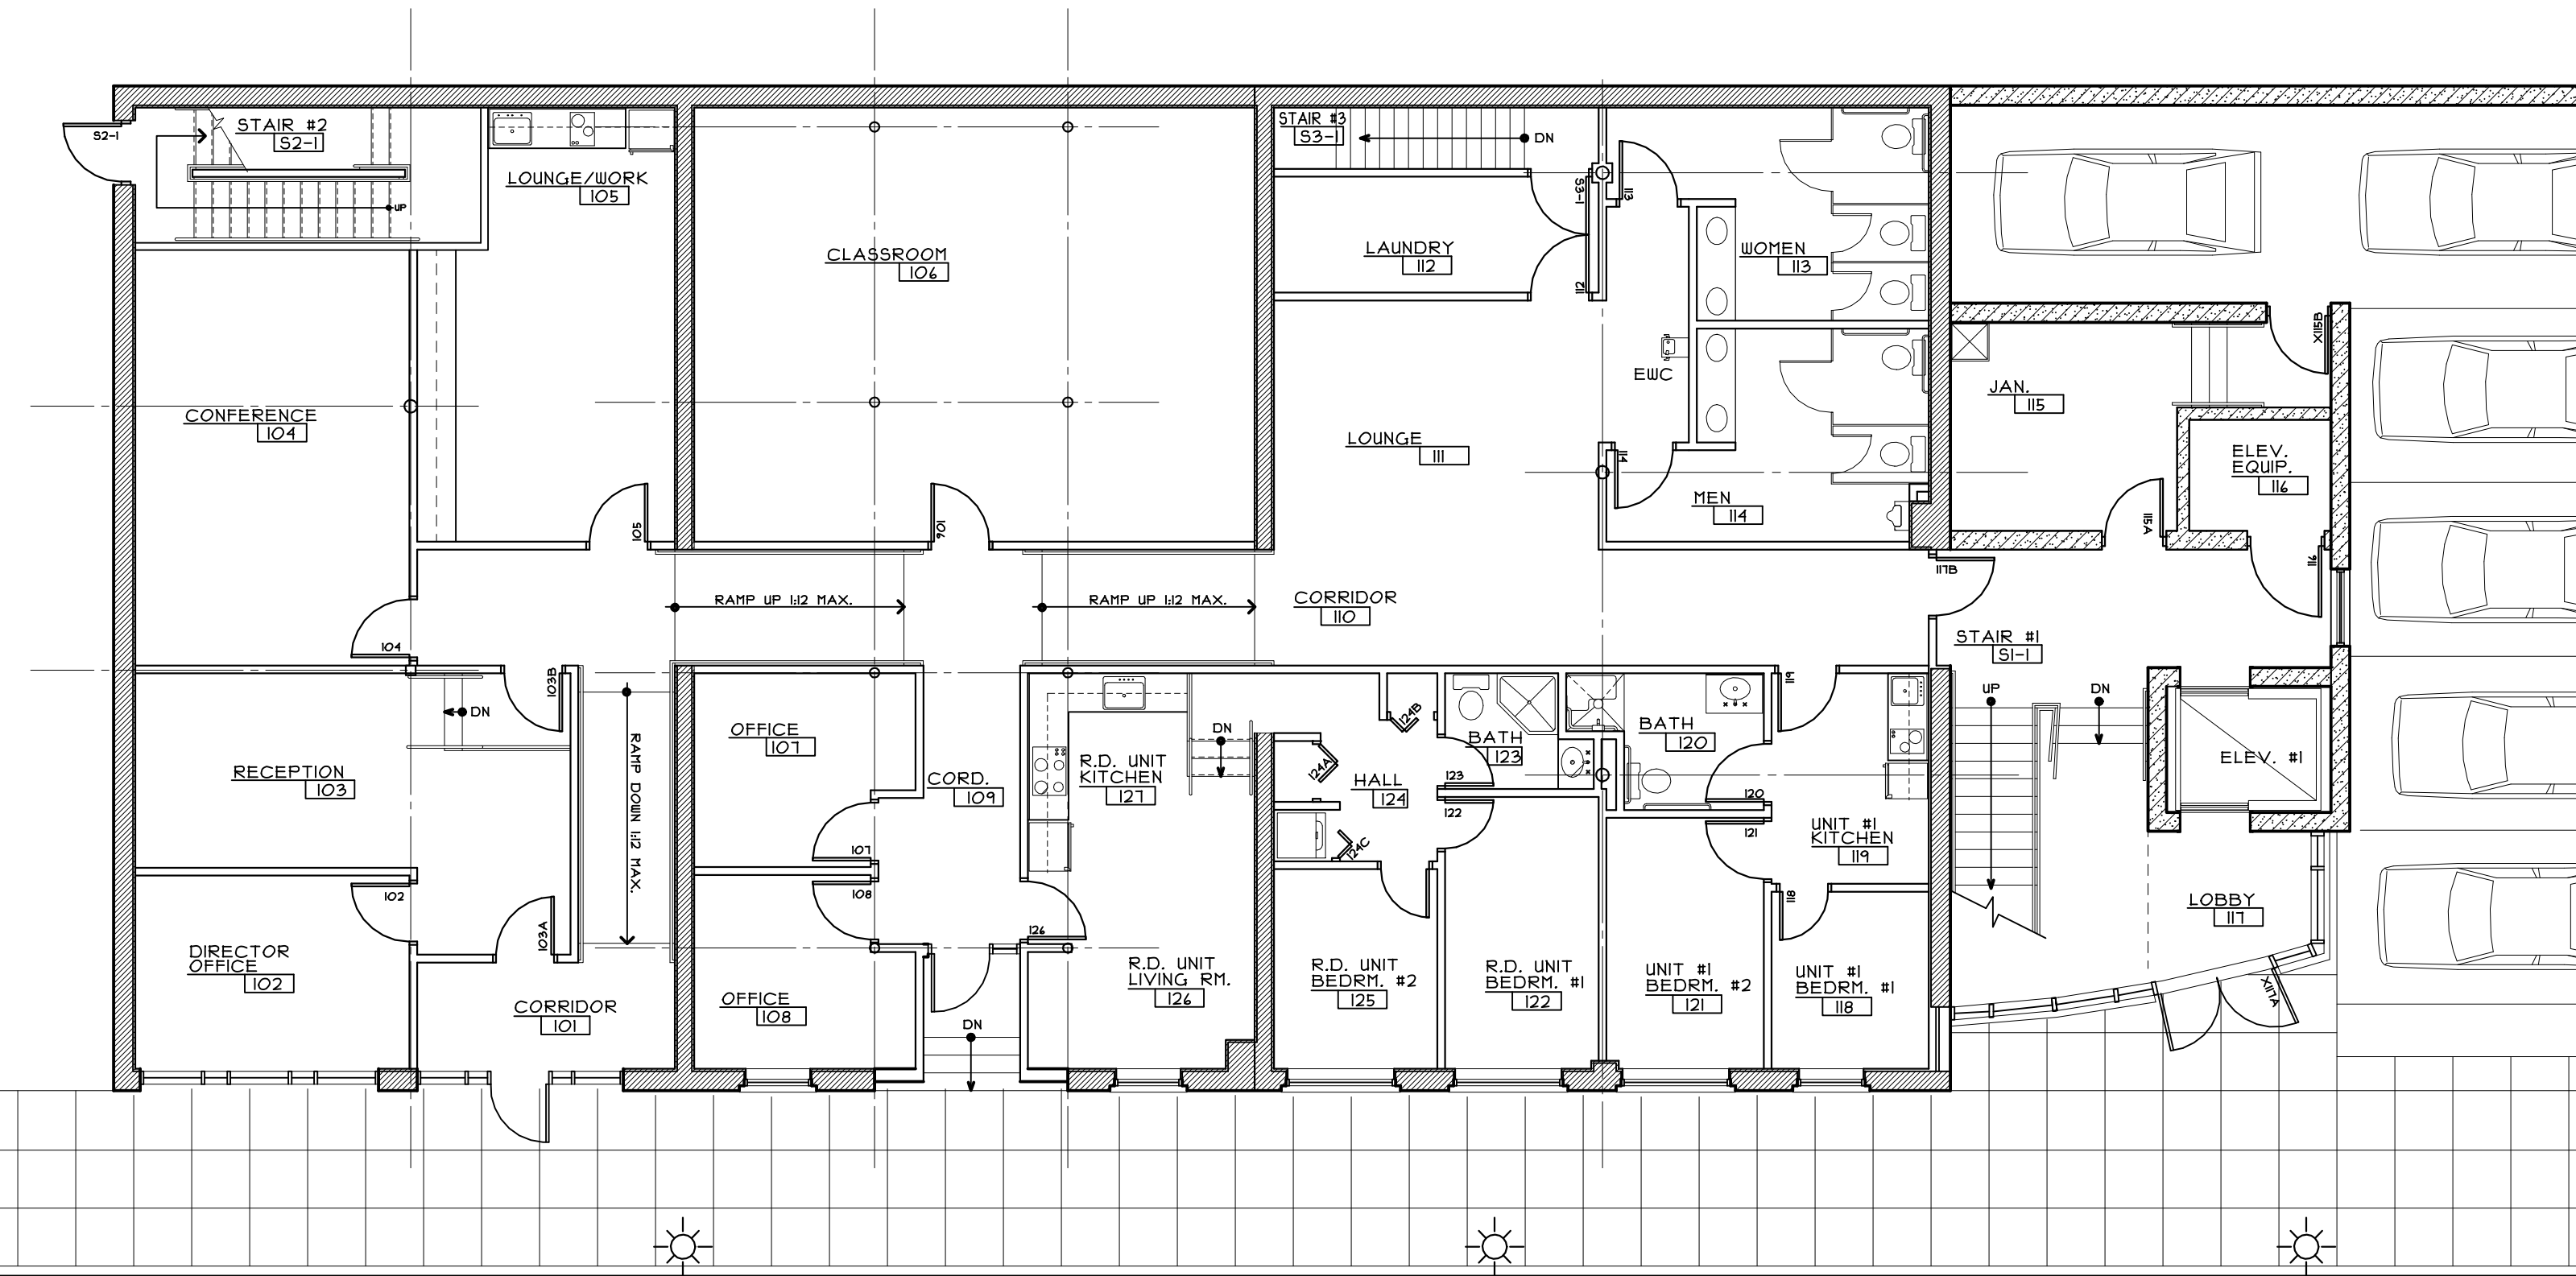 S2-1
STAIR #2
S2-1
UP
LOUNGE/WORK
105
CLASSROOM
106
STAIR #3
S3-1
DN
S3-1
113
LAUNDRY
112
112
WOMEN
113
EWC
X115B
JAN.
115
CONFERENCE
104
LOUNGE
111
114
MEN
114
ELEV.
EQUIP.
116
105
106
115A
116
117B
RAMP UP 1:12 MAX.
RAMP UP 1:12 MAX.
CORRIDOR
110
STAIR #1
S1-1
104
103B
DN
RECEPTION
103
RAMP DOWN 1:12 MAX.
OFFICE
107
CORD.
109
R.D. UNIT
KITCHEN
127
DN
124B
124A
HALL
124
124C
BATH
123
123
122
BATH
120
120
121
119
UNIT #1
KITCHEN
119
UP
DN
ELEV. #1
107
108
102
103A
126
118
LOBBY
117
X117A
DIRECTOR
OFFICE
102
CORRIDOR
101
OFFICE
108
DN
R.D. UNIT
LIVING RM.
126
R.D. UNIT
BEDRM. #2
125
R.D. UNIT
BEDRM. #1
122
UNIT #1
BEDRM. #2
121
UNIT #1
BEDRM. #1
118